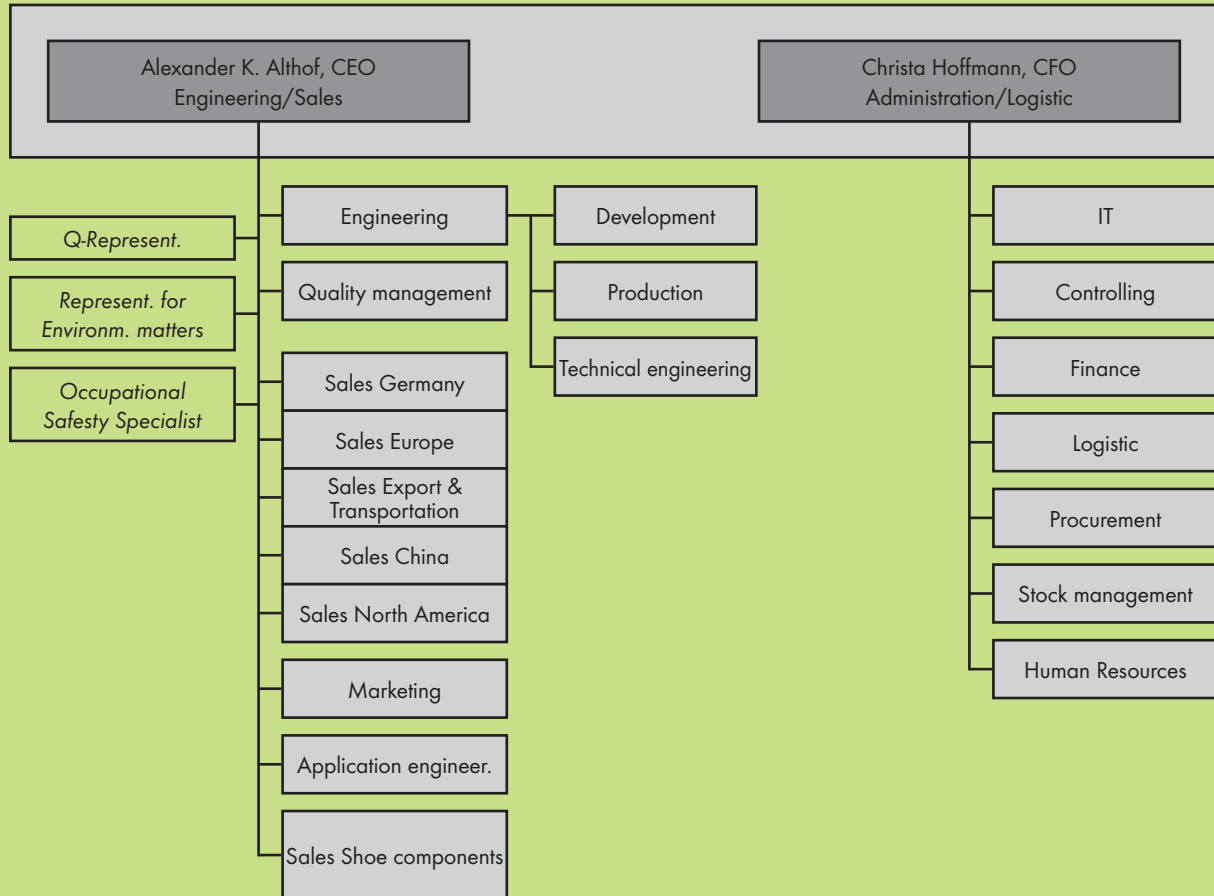 Alexander K. Althof, CEO
Engineering/Sales
Christa Hoffmann, CFO
Administration/Logistic
Q-Represent.
Represent. for
Environm. matters
Occupational
Safesty Specialist
Engineering
Quality management
Sales Germany
Sales Europe
Sales Export &
Transportation
Sales China
Sales North America
Marketing
Application engineer.
Sales Shoe components
Development
Production
Technical engineering
IT
Controlling
Finance
Logistic
Procurement
Stock management
Human Resources